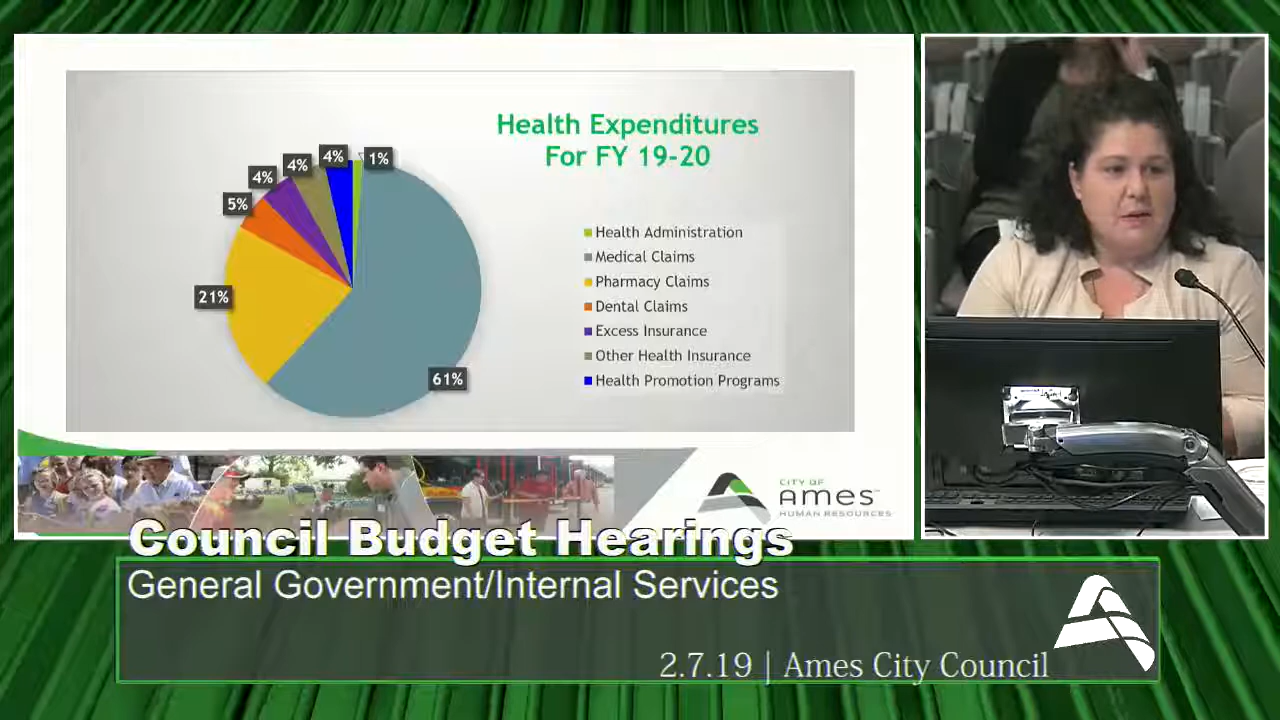 Health Expenditures
For FY 19-20
4%
1%
4%
4%
5%
21%
61%
Health Administration
Medical Claims
Pharmacy Claims
Dental Claims
Excess Insurance
Other Health Insurance
Health Promotion Programs
CITY OF
Ames™
HUMAN RESOURCES
Council Budget Hearings
General Government/Internal Services
2.7.19 | Ames City Council